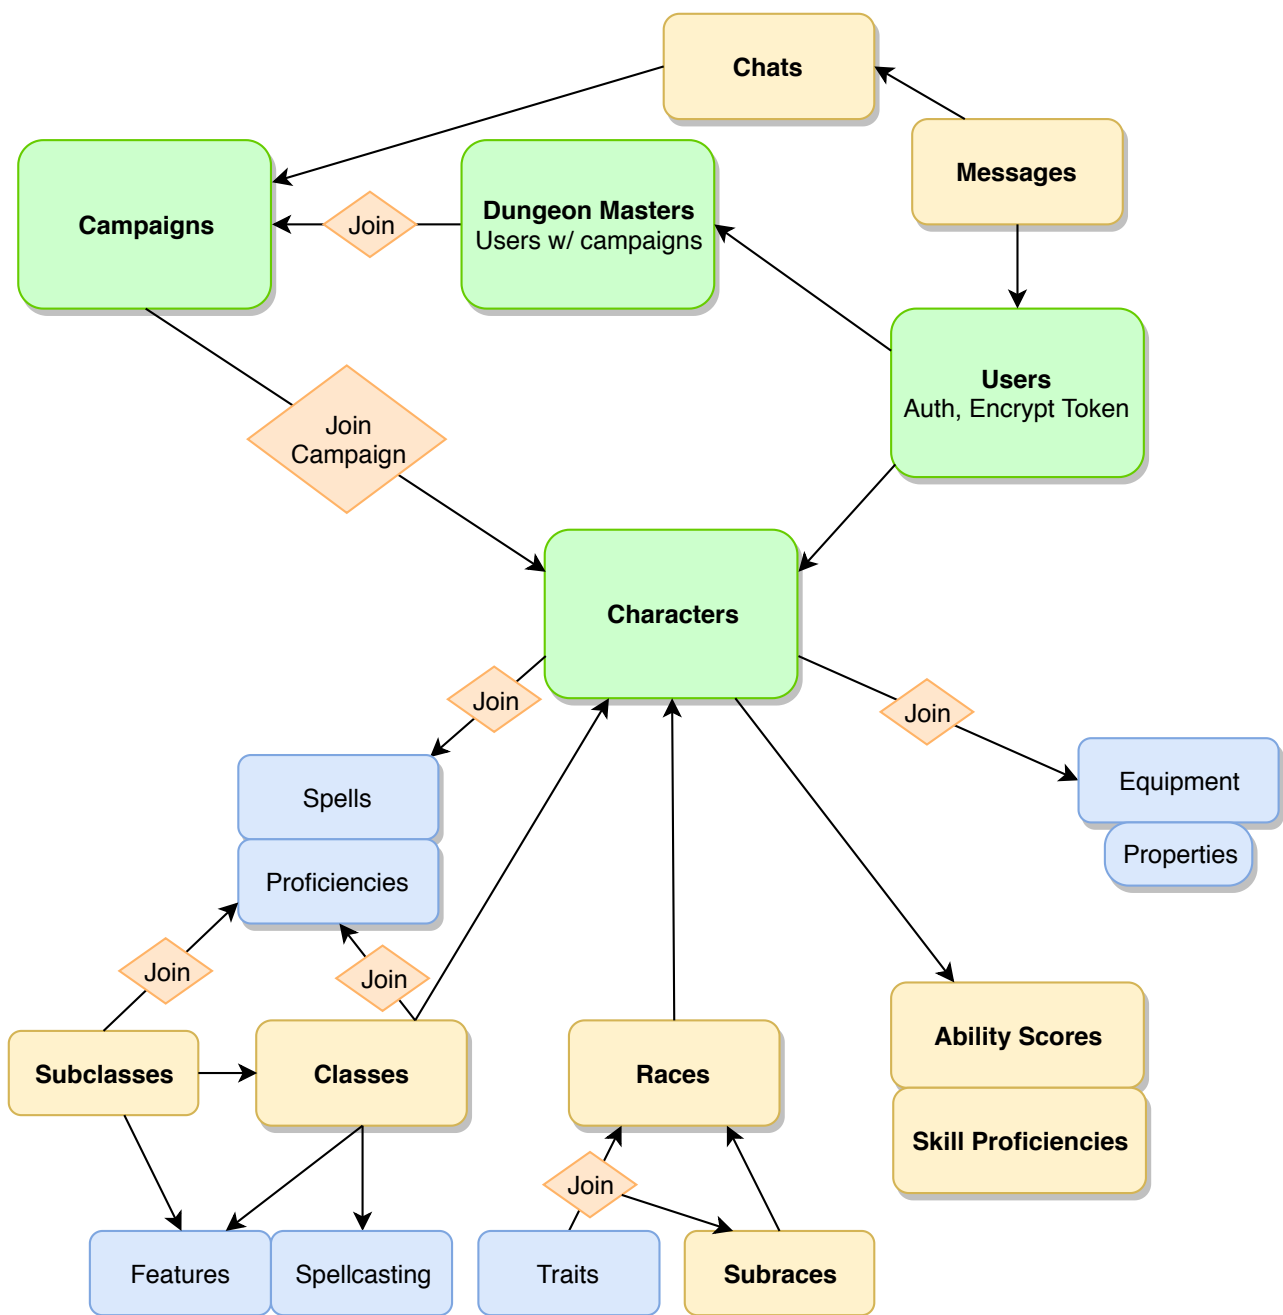 Chats
Messages
Campaigns
Join
Dungeon Masters
Users w/ campaigns
Users
Auth, Encrypt Token
Join
Campaign
Characters
Join
Join
Spells
Equipment
Proficiencies
Properties
Join
Join
Subclasses
Classes
Races
Ability Scores
Skill Proficiencies
Join
Features
Spellcasting
Traits
Subraces